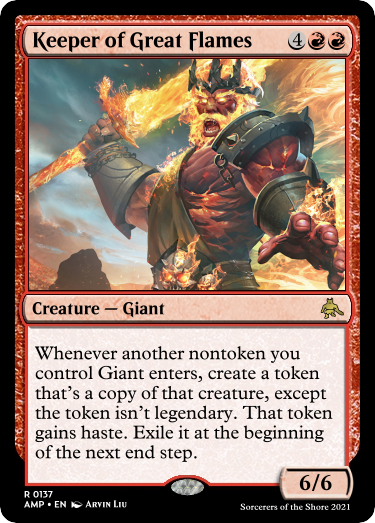 Keeper of Great Flames 4
Creature — Giant
Whenever another nontoken you
control Giant enters, create a token
that's a copy of that creature, except
the token isn't legendary. That token
gains haste. Exile it at the beginning
of the next end step.
6/6
R 0137
AMP • EN Arvin Liu
Sorcerers of the Shore 2021